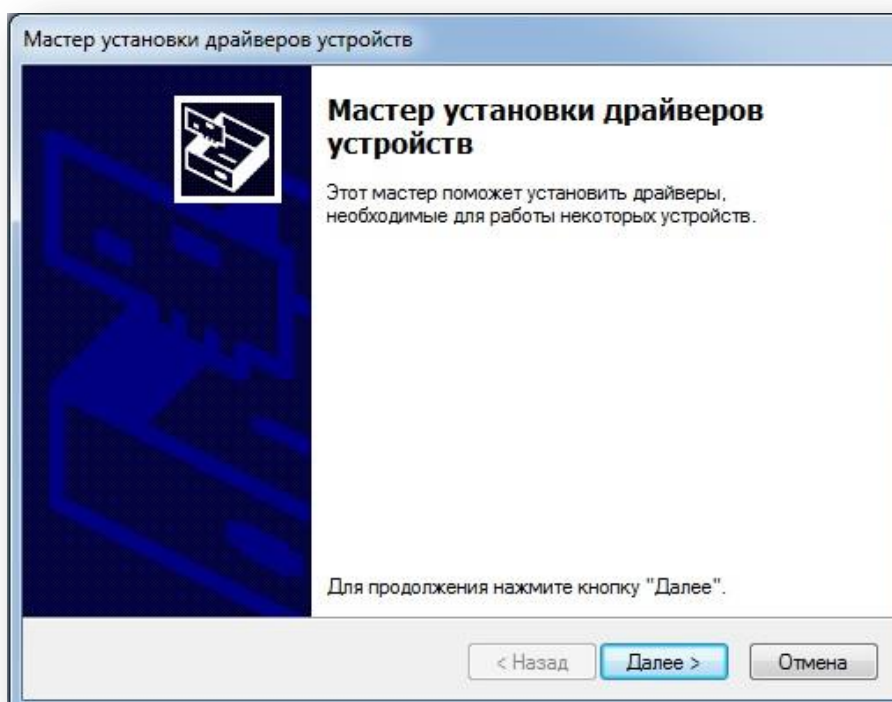 Мастер установки драйверов устройств
Мастер установки драйверов
устройств
Этот мастер поможет установить драйверы,
необходимые для работы некоторых устройств.
Для продолжения нажмите кнопку "Далее".
< Назад
Далее >
Отмена